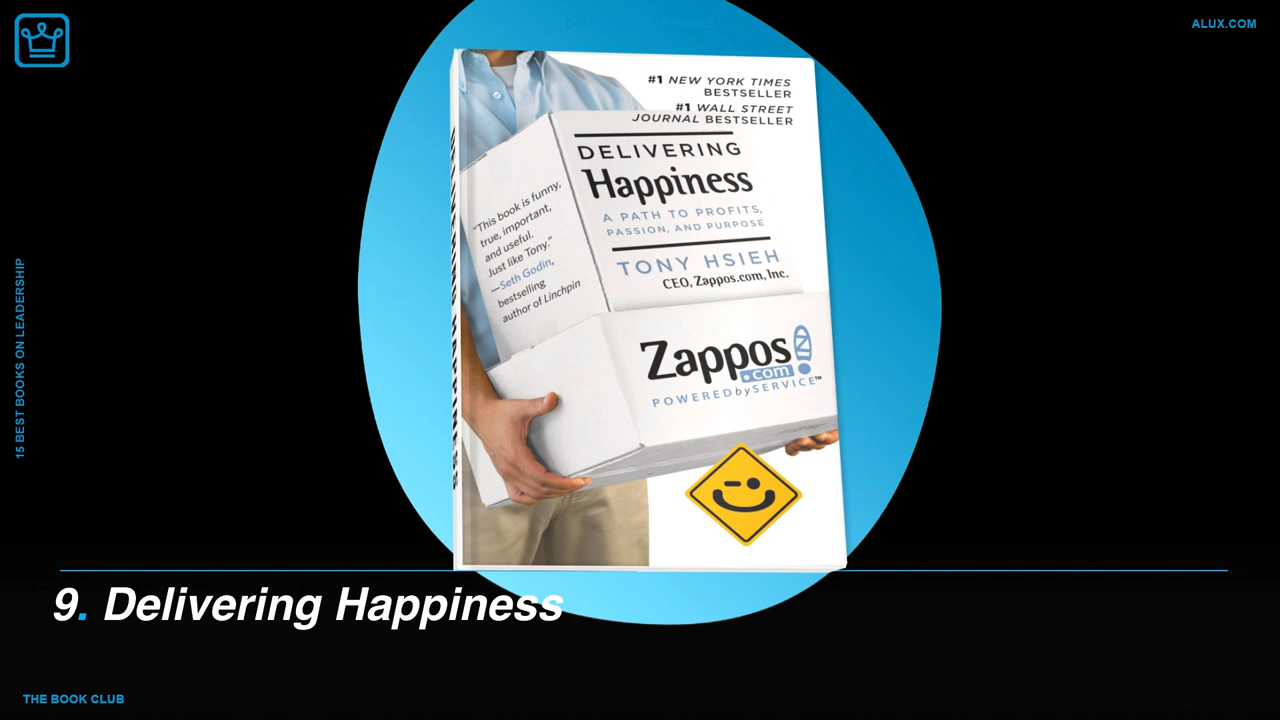 ALUX.COM
#1 NEW YORK TIMES
BESTSELLER
#1 WALL STREET
JOURNAL BESTSELLER
DELIVERING
Happiness
A PATH TO PROFITS,
PASSION, AND PURPOSE
TONY HSIEH
CEO, Zappos.com, Inc.
"This book is funny,
true, important,
and useful.
Just like Tony."
—Seth Godin,
bestselling
author of Linchpin
Zappos
.com
POWERED by SERVICE™
15 BEST BOOKS ON LEADERSHIP
9. Delivering Happiness
THE BOOK CLUB